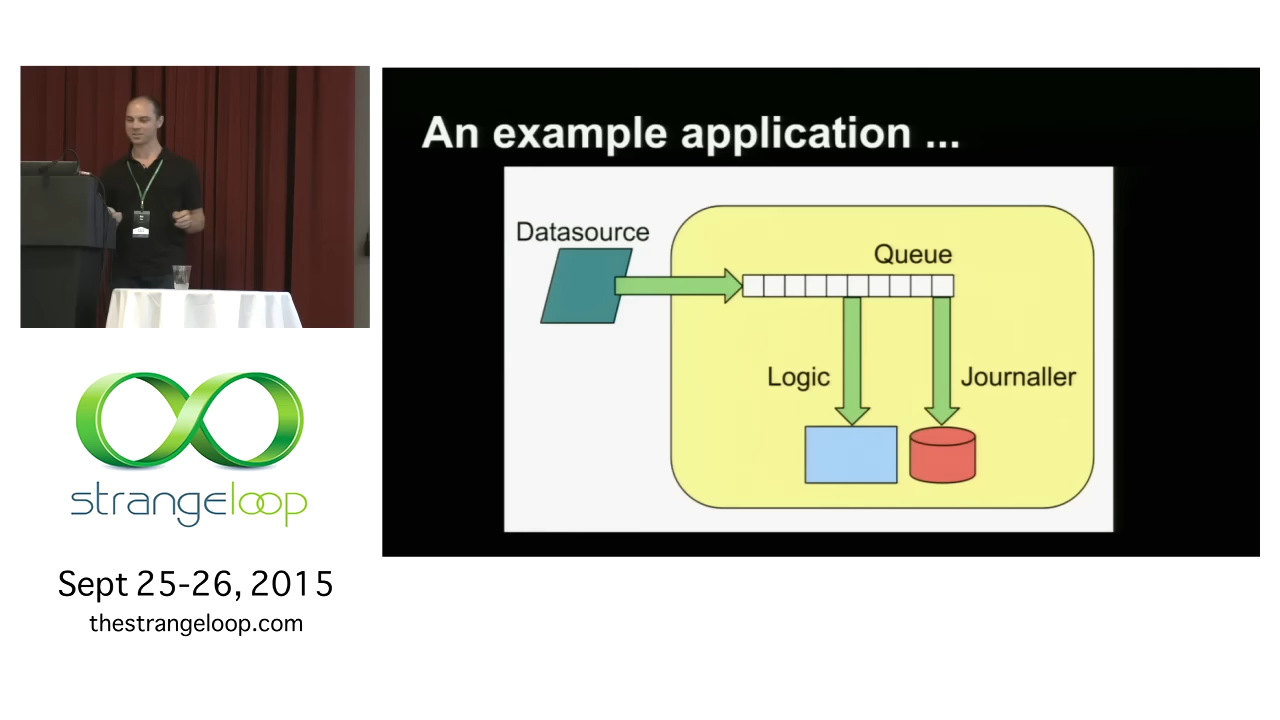 An example application ...
Datasource
Queue
Logic
Journaller
strangeloop
Sept 25-26, 2015
thestrangeloop.com